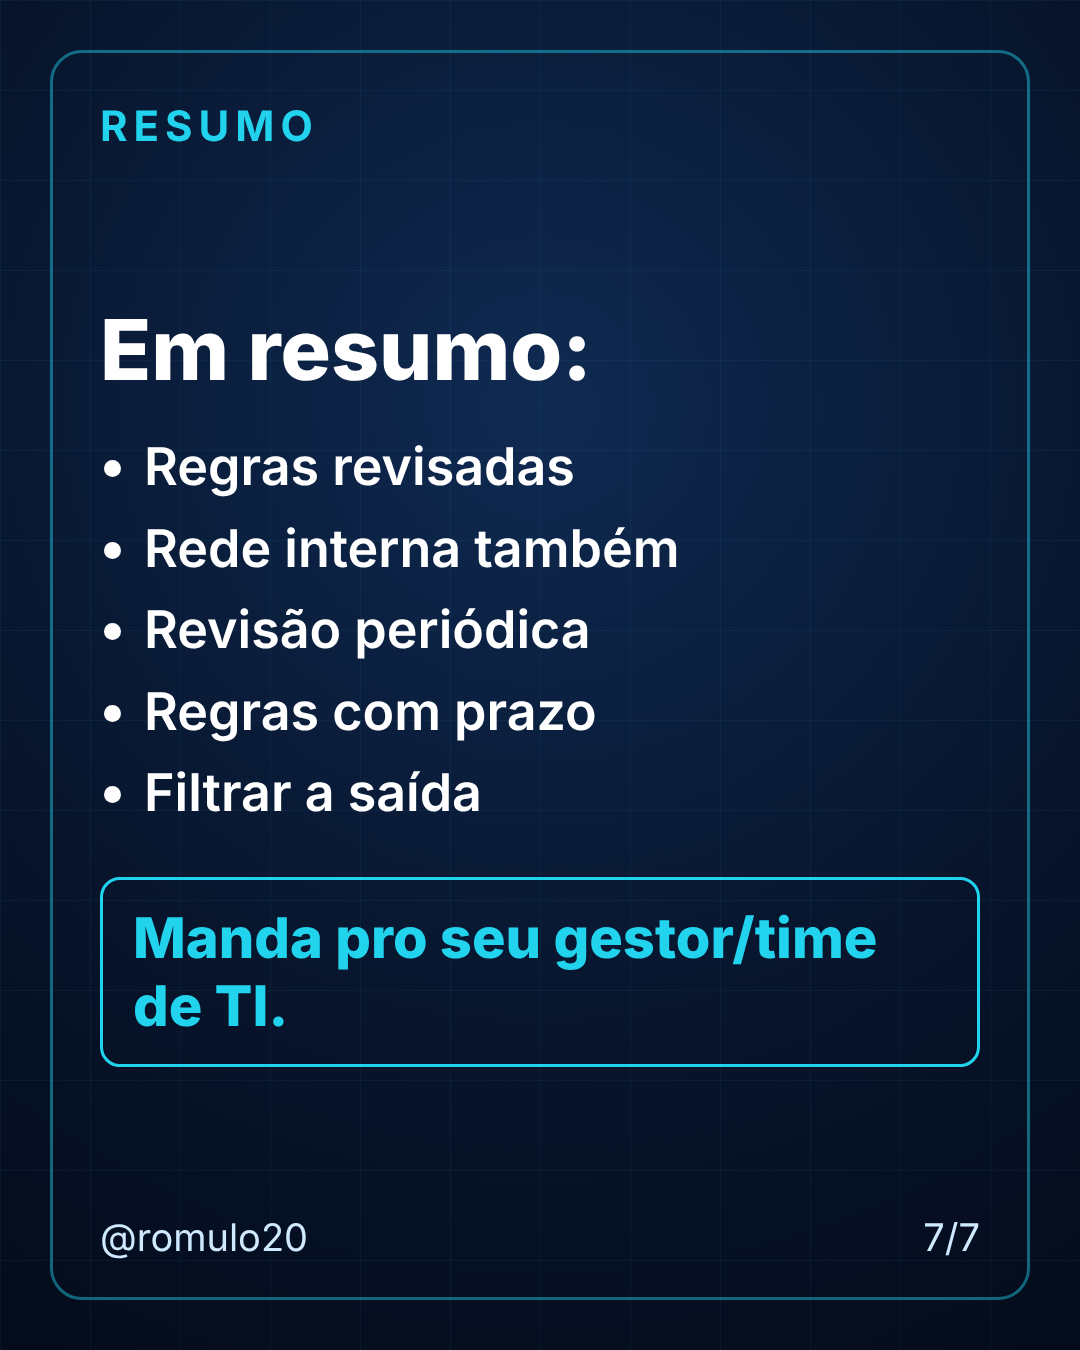 RESUMO
Em resumo:
• Regras revisadas
• Rede interna também
• Revisão periódica
• Regras com prazo
• Filtrar a saída
Manda pro seu gestor/time
de TI.
@romulo20
7/7